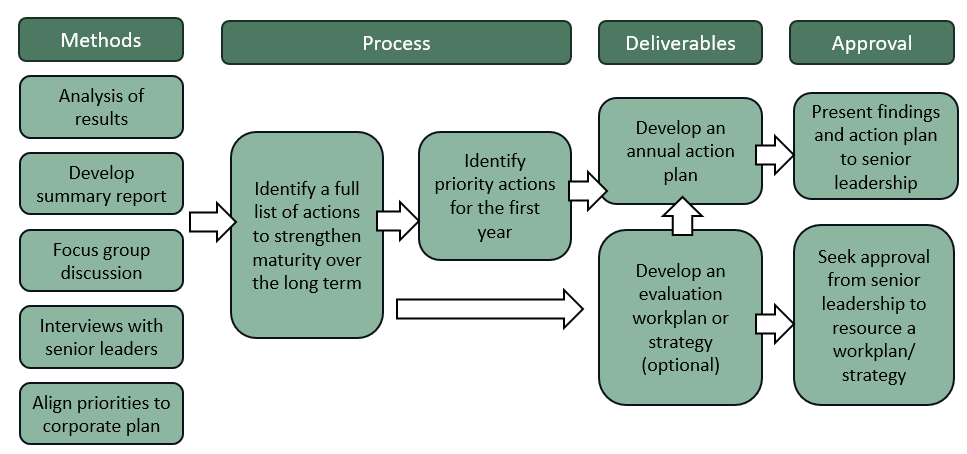 Methods
Process
Deliverables
Approval
Analysis of
results
Develop
summary report
Focus group
discussion
Interviews with
senior leaders
Align priorities to
corporate plan
Identify a full
list of actions
to strengthen
maturity over
the long term
Identify
priority actions
for the first
year
Develop an
annual action
plan
Develop an
evaluation
workplan or
strategy
(optional)
Present findings
and action plan
to senior
leadership
Seek approval
from senior
leadership to
resource a
workplan/
strategy